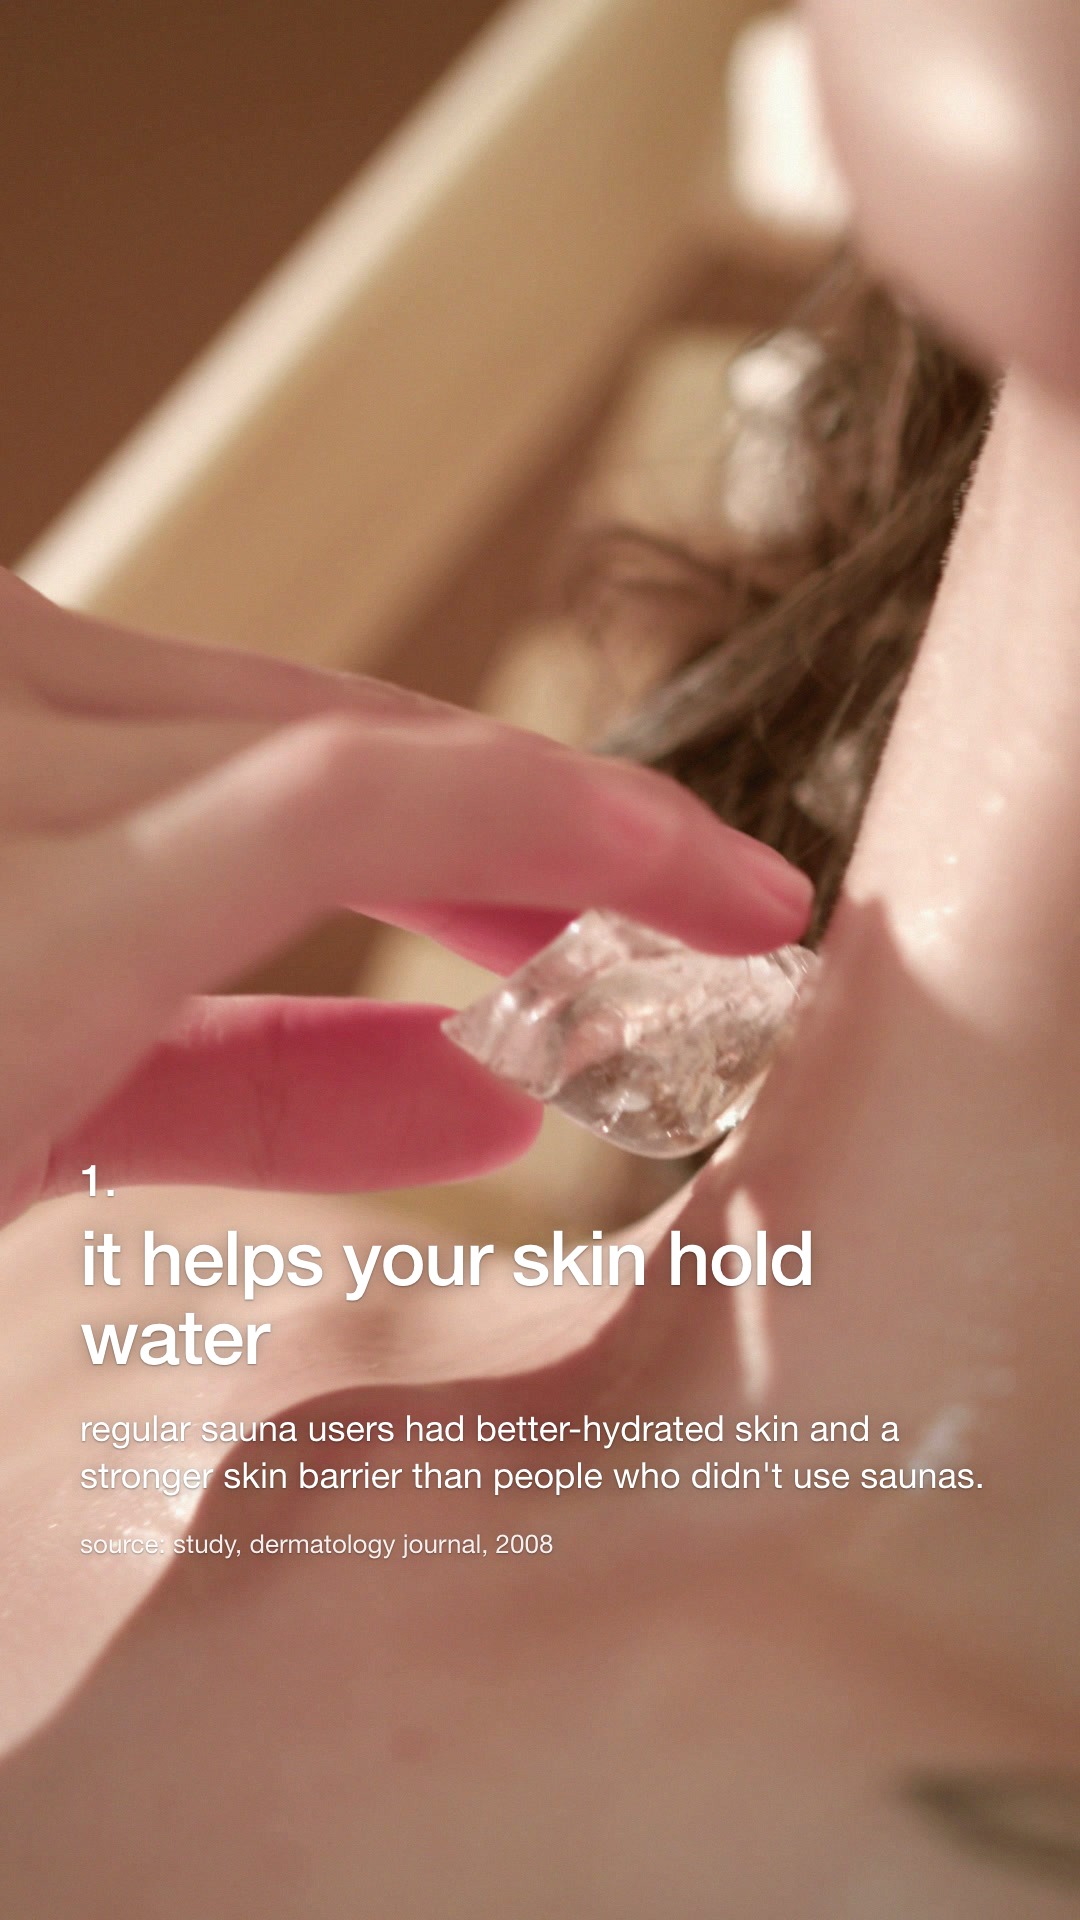 1.
it helps your skin hold
water
regular sauna users had better-hydrated skin and a
stronger skin barrier than people who didn't use saunas.
source: study, dermatology journal, 2008